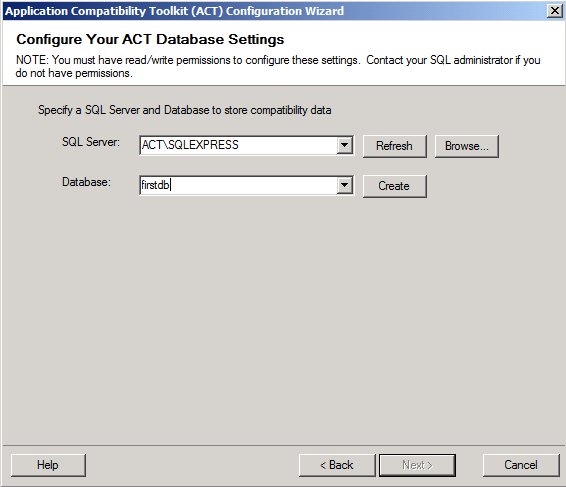 Application Compatibility Toolkit (ACT) Configuration Wizard
Configure Your ACT Database Settings
NOTE: You must have read/write permissions to configure these settings. Contact your SQL administrator if you
do not have permissions.
Specify a SQL Server and Database to store compatibility data
SQL Server: ACT\SQLEXPRESS Refresh Browse...
Database: firstdb Create
Help < Back Next > Cancel